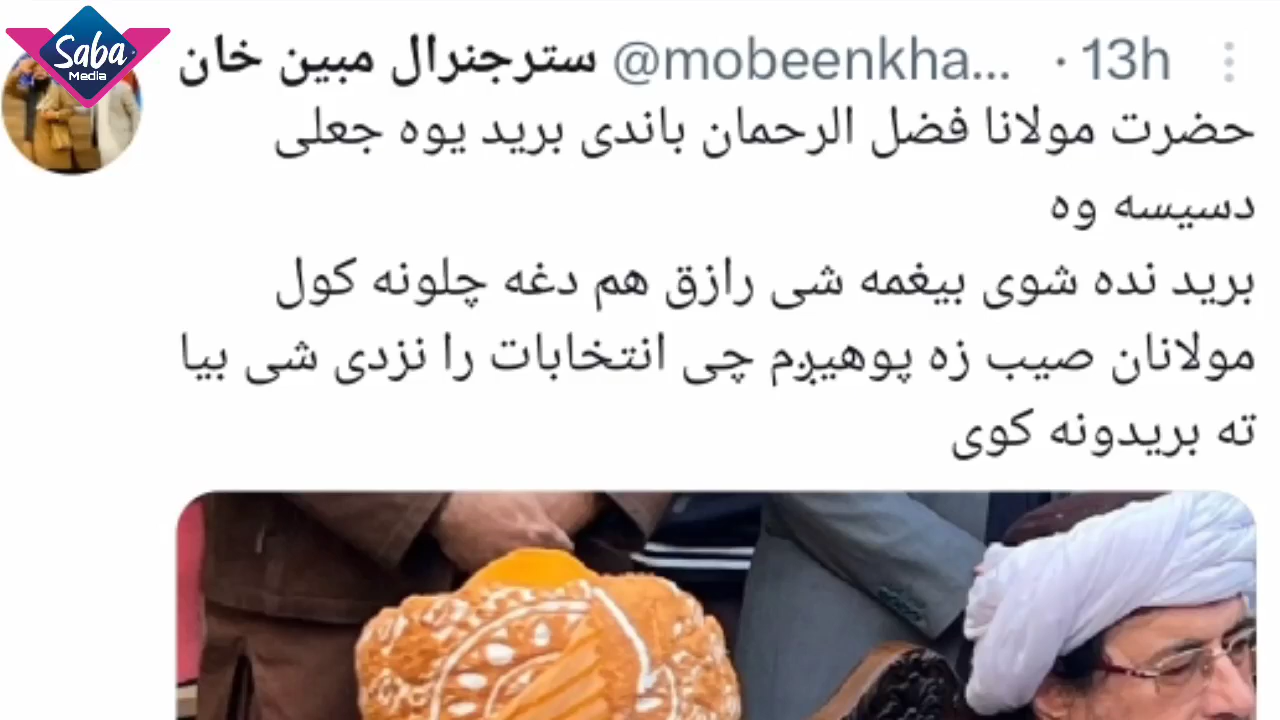 Saba
Media
سترجنرال مبین خان @mobeenkha... · 13h
حضرت مولانا فضل الرحمان باندی برید یوه جعلی
دسیسه وه
برید نده شوی بیغمه شی رازق هم دغه چلونه کول
مولانان صیب زه پوهیږم چی انتخابات را نزدی شی بیا
ته بریدونه کوی